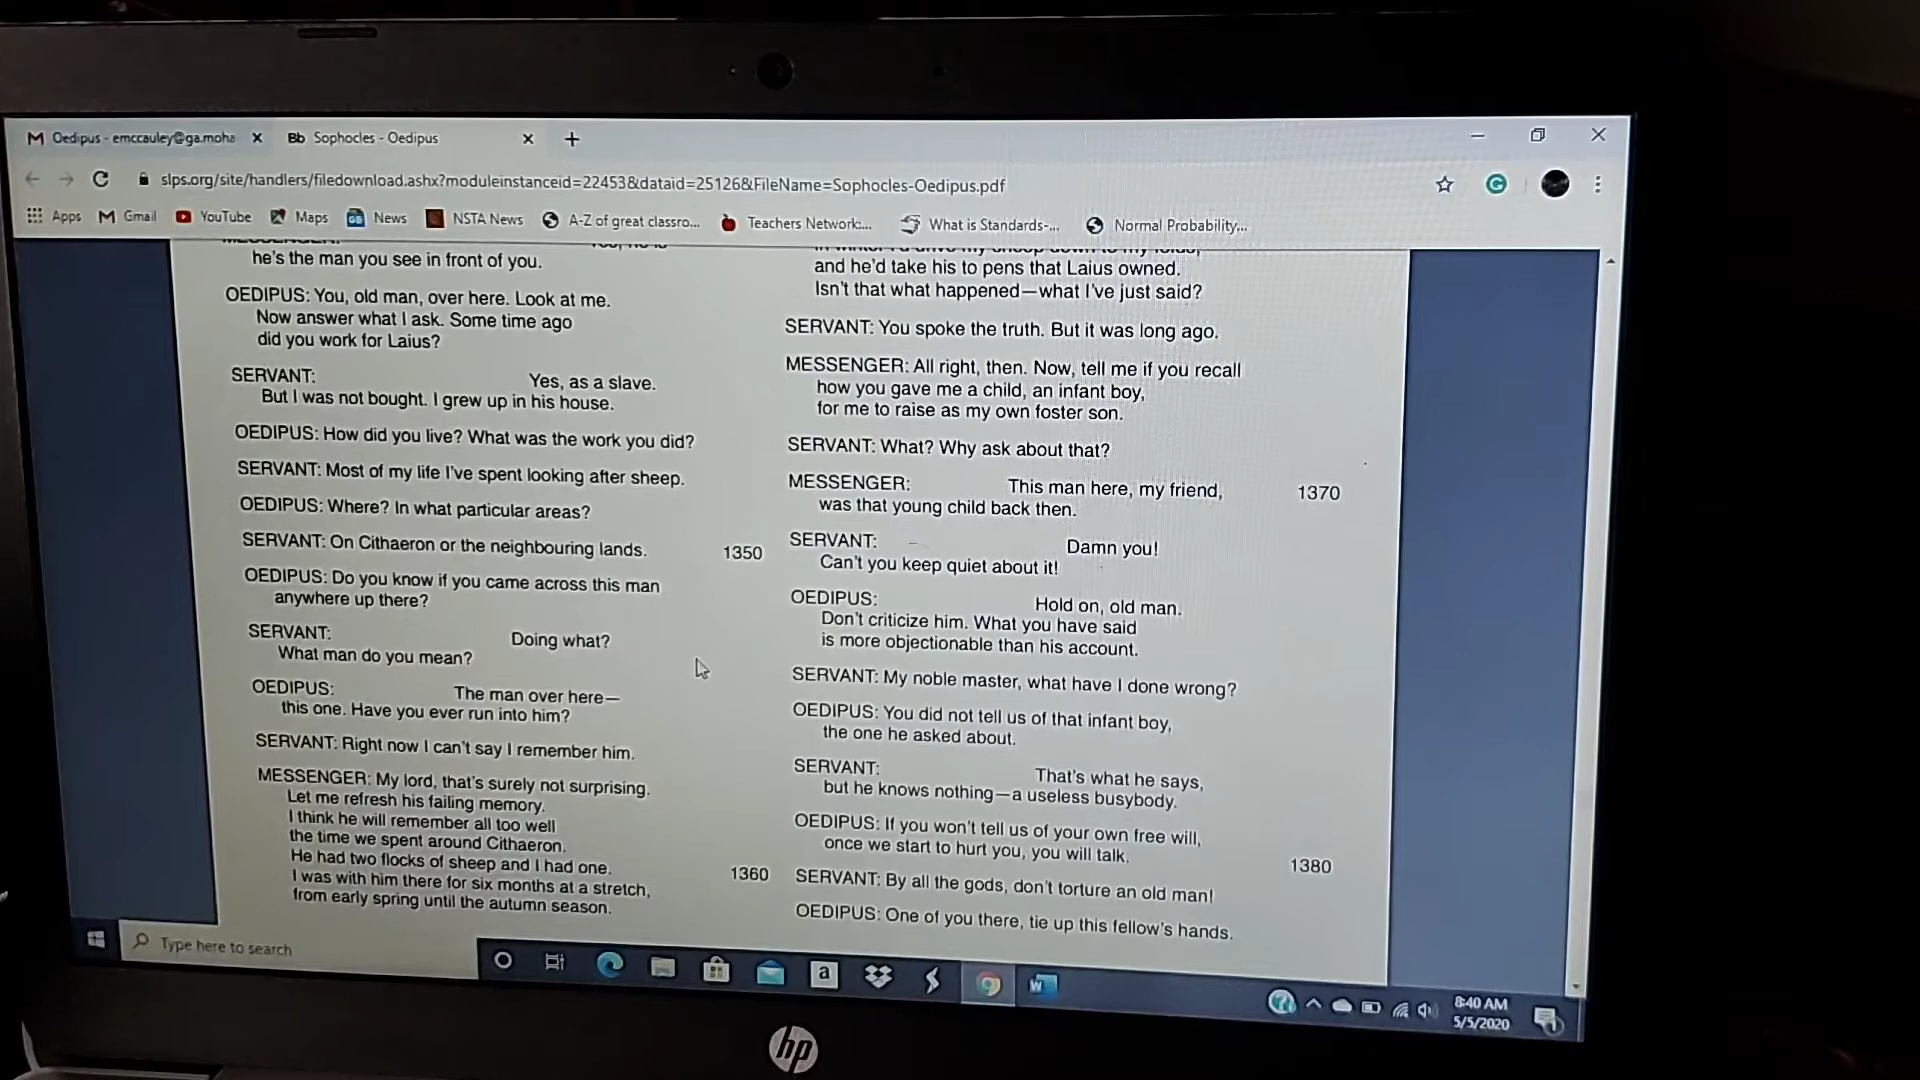 Oedipus - emccauley@ga.moha
Sophocles - Oedipus
slps.org/site/handlers/filedownload.ashx?moduleinstanceid=22453&dataid=25126&FileName=Sophocles-Oedipus.pdf
Apps Gmail YouTube Maps News NSTA News A-Z of great classro... Teachers Network:... What is Standards-... Normal Probability...
he's the man you see in front of you.
OEDIPUS: You, old man, over here. Look at me.
Now answer what I ask. Some time ago
did you work for Laius?
SERVANT: Yes, as a slave.
But I was not bought. I grew up in his house.
OEDIPUS: How did you live? What was the work you did?
SERVANT: Most of my life I've spent looking after sheep.
OEDIPUS: Where? In what particular areas?
SERVANT: On Cithaeron or the neighbouring lands. 1350
OEDIPUS: Do you know if you came across this man
anywhere up there?
SERVANT: Doing what?
What man do you mean?
OEDIPUS: The man over here—
this one. Have you ever run into him?
SERVANT: Right now I can't say I remember him.
MESSENGER: My lord, that's surely not surprising.
Let me refresh his failing memory.
I think he will remember all too well
the time we spent around Cithaeron.
He had two flocks of sheep and I had one.
I was with him there for six months at a stretch, 1360
from early spring until the autumn season.
and he'd take his to pens that Laius owned.
Isn't that what happened—what I've just said?
SERVANT: You spoke the truth. But it was long ago.
MESSENGER: All right, then. Now, tell me if you recall
how you gave me a child, an infant boy,
for me to raise as my own foster son.
SERVANT: What? Why ask about that?
MESSENGER: This man here, my friend, 1370
was that young child back then.
SERVANT: Damn you!
Can't you keep quiet about it!
OEDIPUS: Hold on, old man.
Don't criticize him. What you have said
is more objectionable than his account.
SERVANT: My noble master, what have I done wrong?
OEDIPUS: You did not tell us of that infant boy,
the one he asked about.
SERVANT: That's what he says,
but he knows nothing—a useless busybody.
OEDIPUS: If you won't tell us of your own free will,
once we start to hurt you, you will talk. 1380
SERVANT: By all the gods, don't torture an old man!
OEDIPUS: One of you there, tie up this fellow's hands.
Type here to search
8:40 AM
5/5/2020
hp